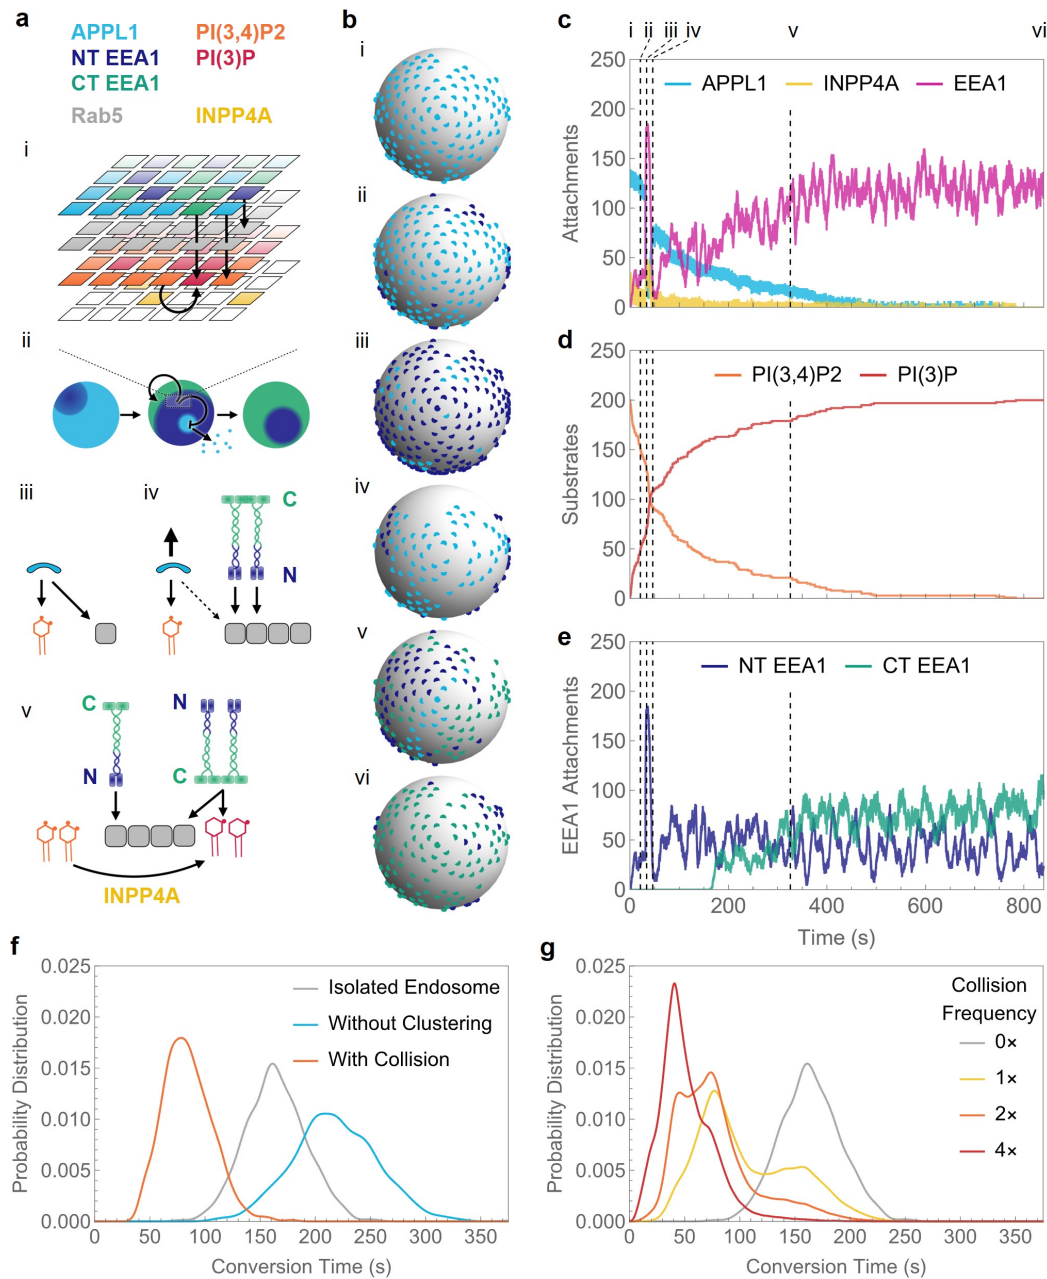 a
APPL1 PI(3,4)P2
NT EEA1 PI(3)P
CT EEA1
Rab5 INPP4A
i
ii
iii iv
C
N
v
C N
N C
INPP4A
b
i
ii
iii
iv
v
vi
c
i ii iii iv v vi
APPL1 INPP4A EEA1
250
200
150
100
50
0
Attachments
d
PI(3,4)P2 PI(3)P
250
200
150
100
50
0
Substrates
e
NT EEA1 CT EEA1
250
200
150
100
50
0
EEA1 Attachments
0 200 400 600 800
Time (s)
f
Isolated Endosome
Without Clustering
With Collision
0.025
0.020
0.015
0.010
0.005
0.000
Probability Distribution
0 50 100 150 200 250 300 350
Conversion Time (s)
g
Collision
Frequency
0×
1×
2×
4×
0.025
0.020
0.015
0.010
0.005
0.000
Probability Distribution
0 50 100 150 200 250 300 350
Conversion Time (s)